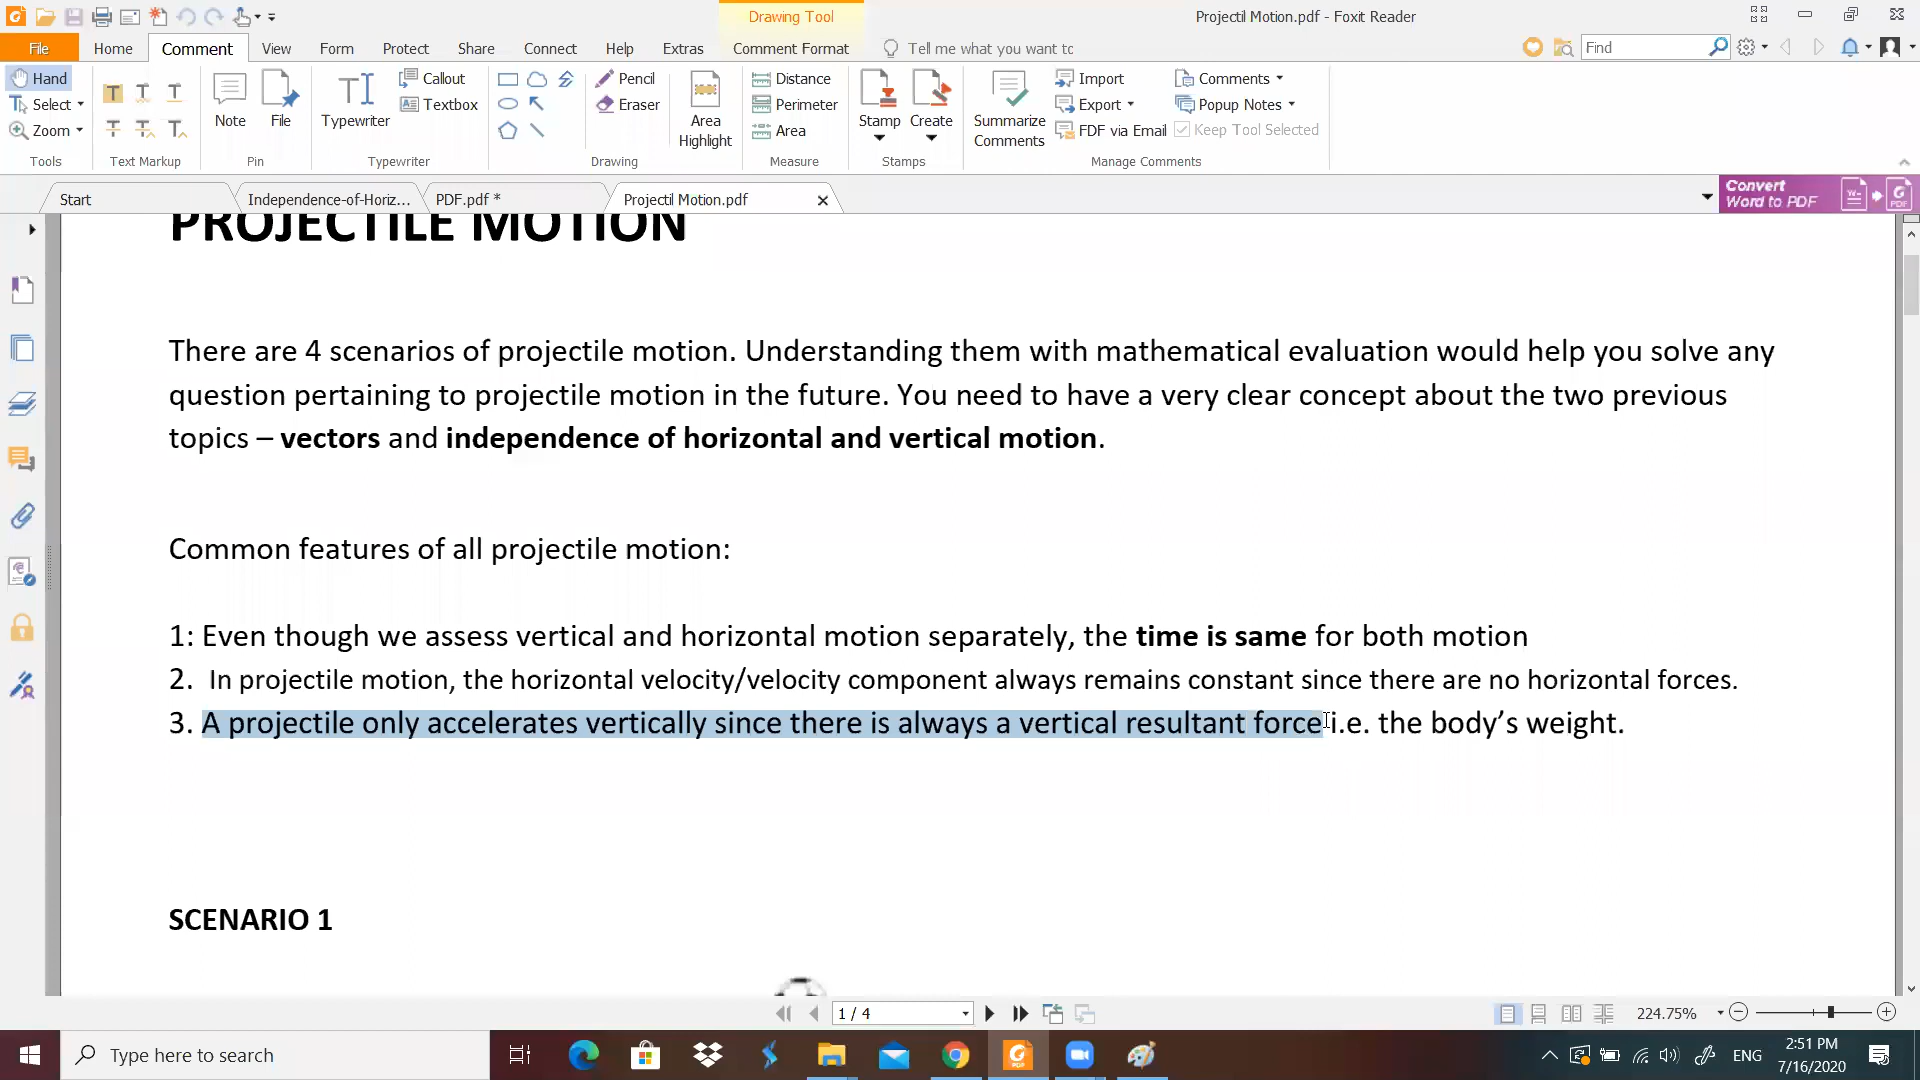 Drawing Tool
Projectil Motion.pdf - Foxit Reader
File Home Comment View Form Protect Share Connect Help Extras Comment Format Tell me what you want to Find
Hand
Select
Zoom
Tools
Text Markup
Note
File
Pin
Typewriter
Callout
Textbox
Typewriter
Pencil
Eraser
Drawing
Area
Highlight
Distance
Perimeter
Area
Measure
Stamp
Create
Stamps
Summarize
Comments
Import
Export
FDF via Email
Comments
Popup Notes
Keep Tool Selected
Manage Comments
Start
Independence-of-Horiz...
PDF.pdf *
Projectil Motion.pdf
Convert
Word to PDF
PROJECTILE MOTION
There are 4 scenarios of projectile motion. Understanding them with mathematical evaluation would help you solve any
question pertaining to projectile motion in the future. You need to have a very clear concept about the two previous
topics – vectors and independence of horizontal and vertical motion.
Common features of all projectile motion:
1: Even though we assess vertical and horizontal motion separately, the time is same for both motion
2. In projectile motion, the horizontal velocity/velocity component always remains constant since there are no horizontal forces.
3. A projectile only accelerates vertically since there is always a vertical resultant force i.e. the body’s weight.
SCENARIO 1
1 / 4
224.75%
Type here to search
ENG
2:51 PM
7/16/2020